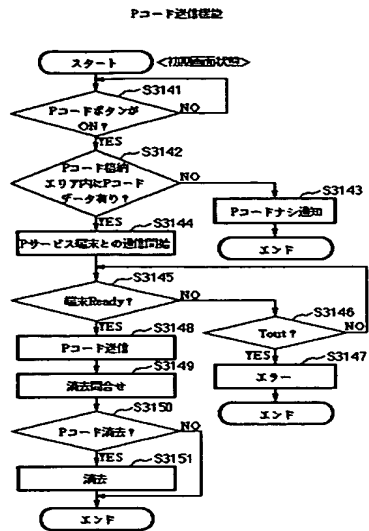 Pコード送信機能
スタート
<初期画面状態>
S3141
Pコードボタンが
ON?
NO
YES
S3142
Pコード格納
エリア内にPコード
データ有り?
NO
YES
S3143
Pコードナシ通知
エンド
S3144
Pサービス端末との通信開始
S3145
端末Ready?
NO
YES
S3146
Tout?
NO
YES
S3147
エラー
エンド
S3148
Pコード送信
S3149
消去問合せ
S3150
Pコード消去?
NO
YES
S3151
消去
エンド